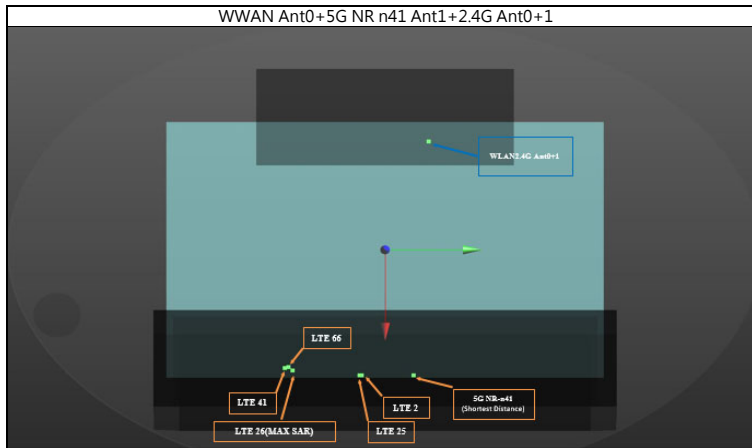 WWAN Ant0+5G NR n41 Ant1+2.4G Ant0+1
WLAN2.4G Ant0+1
LTE 66
LTE 41
LTE 26(MAX SAR)
LTE 25
LTE 2
5G NR-n41
(Shortest Distance)